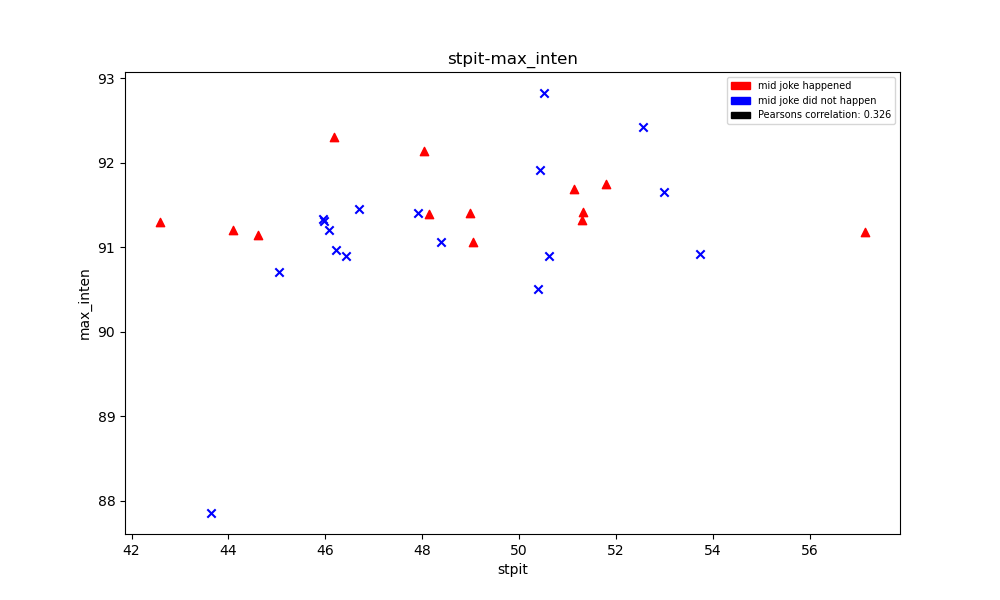 stpit-max_inten
mid joke happened
mid joke did not happen
Pearsons correlation: 0.326
93
92
91
90
89
88
max_inten
42 44 46 48 50 52 54 56
stpit